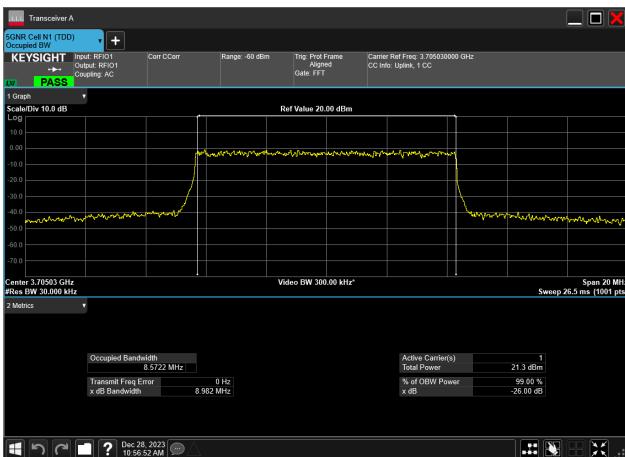 Transceiver A
5GNR Cell N1 (TDD)
Occupied BW
KEYSIGHT
Input: RFIO1
Output: RFIO1
Coupling: AC
Corr CCorr
Range: -60 dBm
Trig: Prot Frame
Aligned
Gate: FFT
Carrier Ref Freq: 3.705030000 GHz
CC Info: Uplink, 1 CC
PASS
1 Graph
Scale/Div 10.0 dB
Ref Value 20.00 dBm
Log
10.0
0.00
-10.0
-20.0
-30.0
-40.0
-50.0
-60.0
-70.0
Center 3.70503 GHz
Video BW 300.00 kHz*
Span 20 MHz
#Res BW 30.000 kHz
Sweep 26.5 ms (1001 pts
2 Metrics
Occupied Bandwidth
8.5722 MHz
Transmit Freq Error 0 Hz
x dB Bandwidth 8.982 MHz
Active Carrier(s) 1
Total Power 21.3 dBm
% of OBW Power 99.00 %
x dB -26.00 dB
Dec 28, 2023
10:56:52 AM